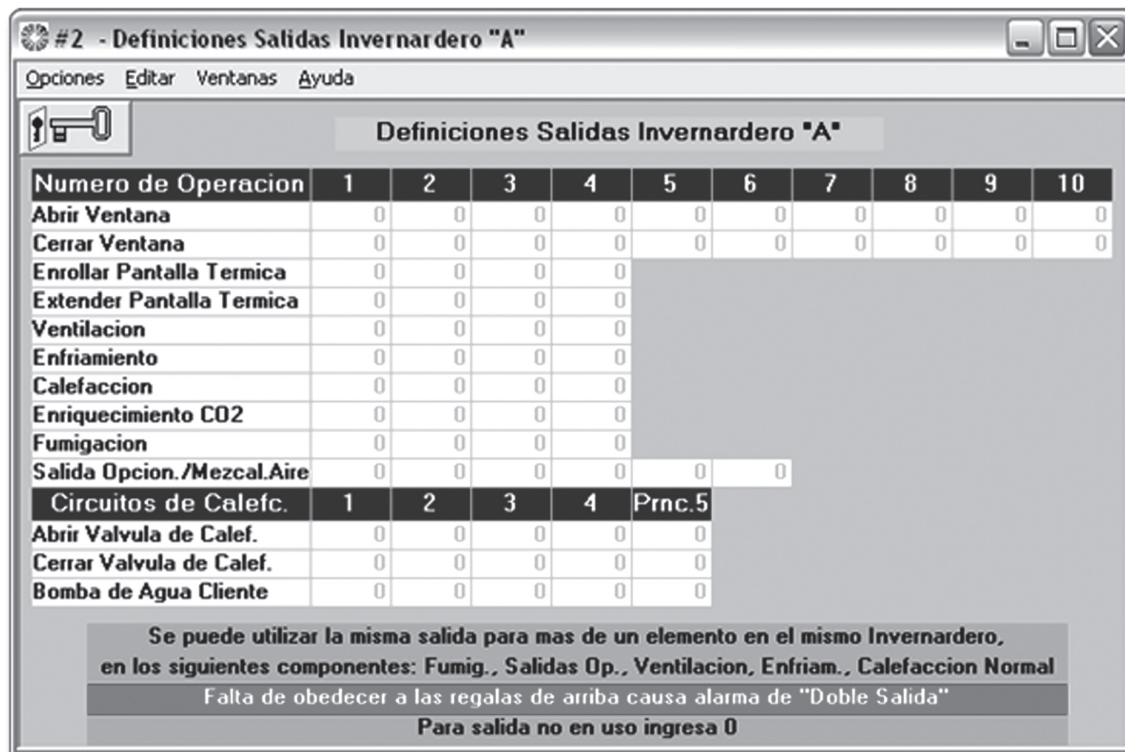 #2 - Definiciones Salidas Invernardero "A"
Opciones Editar Ventanas Ayuda
Definiciones Salidas Invernardero "A"
Numero de Operacion 1 2 3 4 5 6 7 8 9 10
Abrir Ventana 0 0 0 0 0 0 0 0 0 0
Cerrar Ventana 0 0 0 0 0 0 0 0 0 0
Enrollar Pantalla Termica 0 0 0 0
Extender Pantalla Termica 0 0 0 0
Ventilacion 0 0 0 0
Enfriamiento 0 0 0 0
Calefaccion 0 0 0 0
Enriquecimiento CO2 0 0 0 0
Fumigacion 0 0 0 0
Salida Opcion./Mezcal.Aire 0 0 0 0 0 0
Circuitos de Calefc. 1 2 3 4 Prnc.5
Abrir Valvula de Calef. 0 0 0 0 0
Cerrar Valvula de Calef. 0 0 0 0 0
Bomba de Agua Cliente 0 0 0 0 0
Se puede utilizar la misma salida para mas de un elemento en el mismo Invernardero,
en los siguientes componentes: Fumig., Salidas Op., Ventilacion, Enfriam., Calefaccion Normal
Falta de obedecer a las regalas de arriba causa alarma de "Doble Salida"
Para salida no en uso ingresa 0